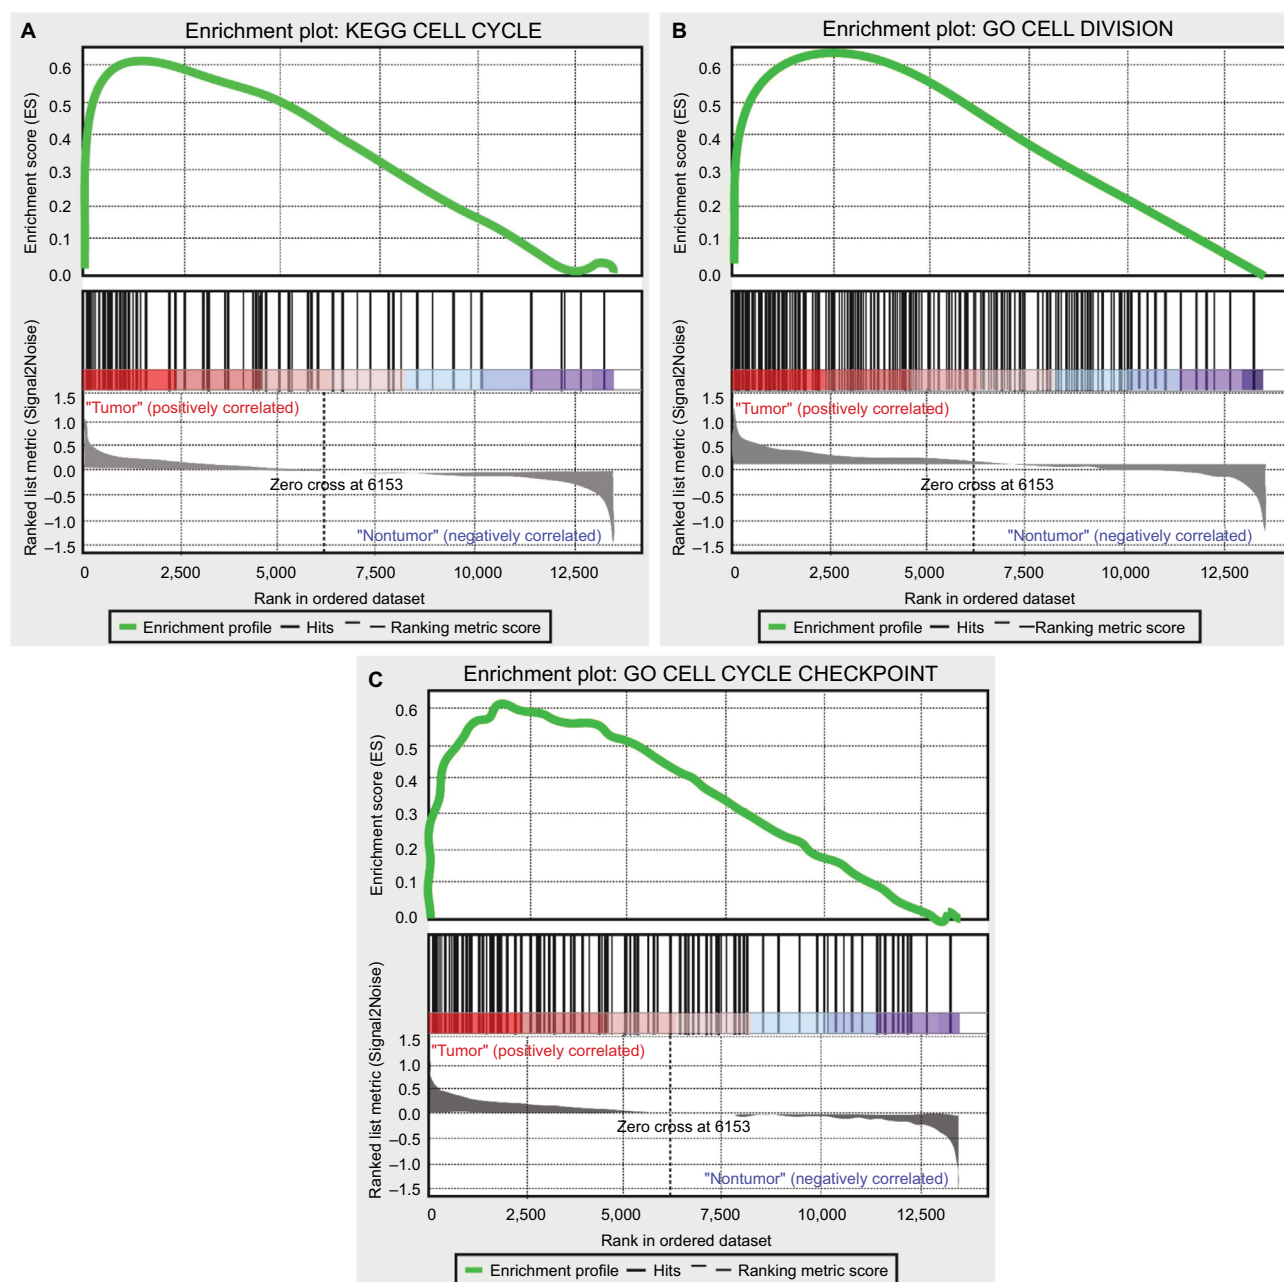 A
Enrichment plot: KEGG CELL CYCLE
Enrichment score (ES)
0.6
0.5
0.4
0.3
0.2
0.1
0.0
Ranked list metric (Signal2Noise)
1.5
1.0
0.5
0.0
–0.5
–1.0
–1.5
"Tumor" (positively correlated)
Zero cross at 6153
"Nontumor" (negatively correlated)
0 2,500 5,000 7,500 10,000 12,500
Rank in ordered dataset
Enrichment profile Hits Ranking metric score
B
Enrichment plot: GO CELL DIVISION
Enrichment score (ES)
0.6
0.5
0.4
0.3
0.2
0.1
0.0
Ranked list metric (Signal2Noise)
1.5
1.0
0.5
0.0
–0.5
–1.0
–1.5
"Tumor" (positively correlated)
Zero cross at 6153
"Nontumor" (negatively correlated)
0 2,500 5,000 7,500 10,000 12,500
Rank in ordered dataset
Enrichment profile Hits Ranking metric score
C
Enrichment plot: GO CELL CYCLE CHECKPOINT
Enrichment score (ES)
0.6
0.5
0.4
0.3
0.2
0.1
0.0
Ranked list metric (Signal2Noise)
1.5
1.0
0.5
0.0
–0.5
–1.0
–1.5
"Tumor" (positively correlated)
Zero cross at 6153
"Nontumor" (negatively correlated)
0 2,500 5,000 7,500 10,000 12,500
Rank in ordered dataset
Enrichment profile Hits Ranking metric score